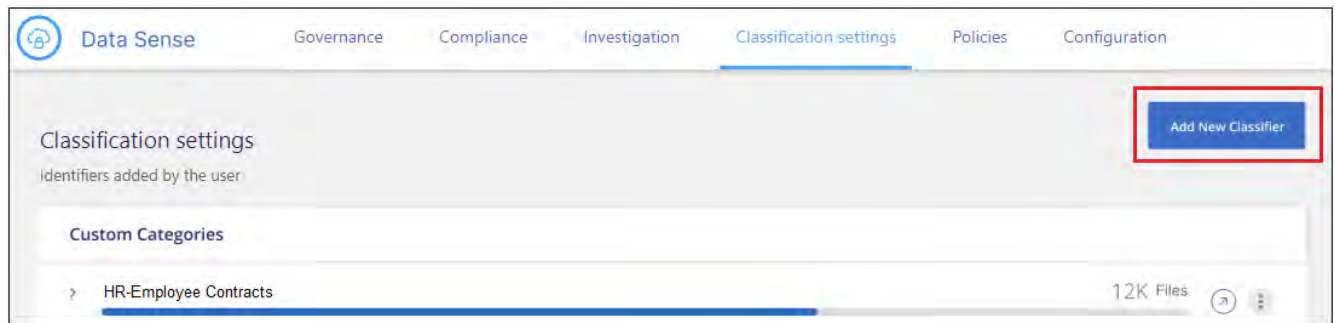 Data Sense Governance Compliance Investigation Classification settings Policies Configuration
Add New Classifier
Classification settings
Identifiers added by the user
Custom Categories
HR-Employee Contracts 12K Files